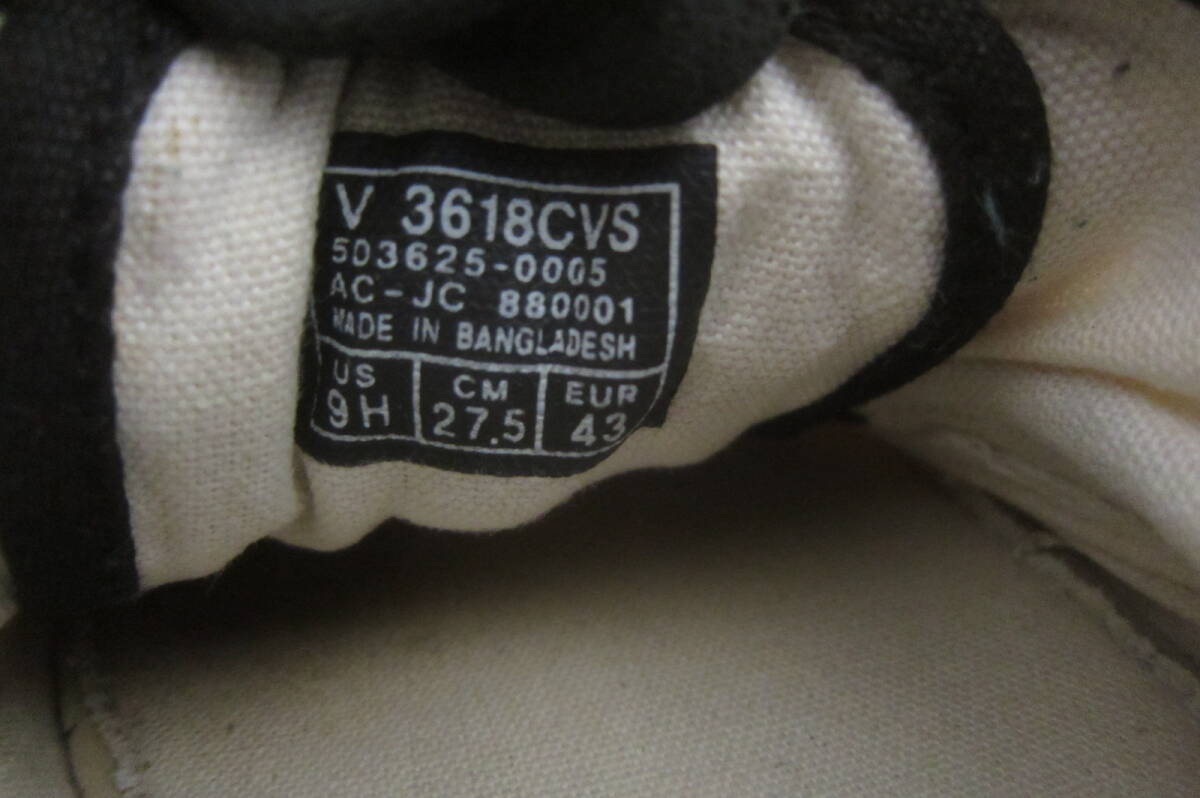 V 3618CVS
503625-0005
AC-JC 880001
MADE IN BANGLADESH
US CM EUR
9H 27.5 43